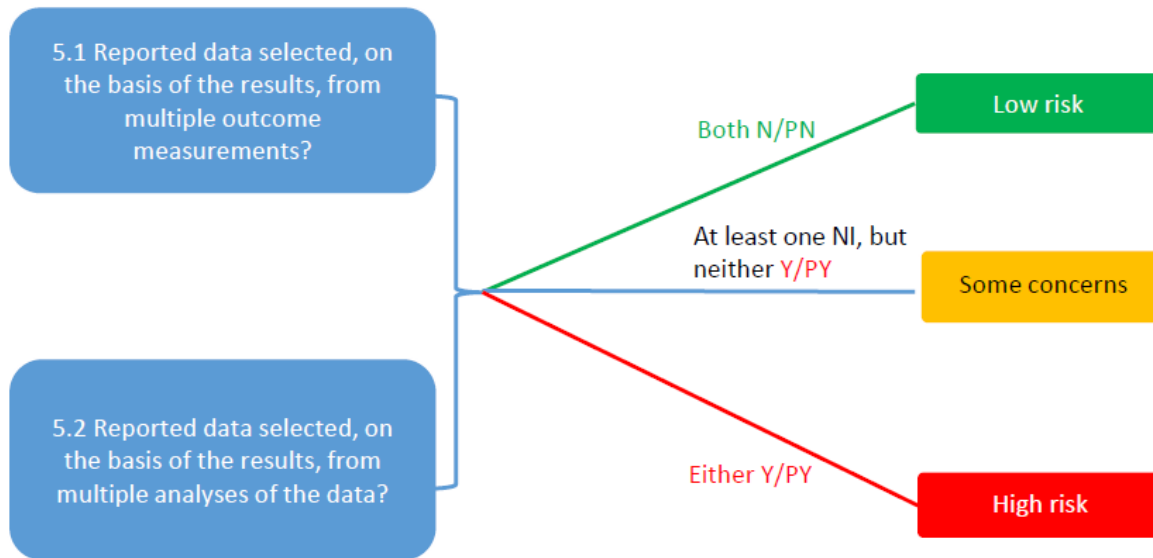 5.1 Reported data selected, on
the basis of the results, from
multiple outcome
measurements?
Both N/PN
Low risk
At least one NI, but
neither Y/PY
Some concerns
5.2 Reported data selected, on
the basis of the results, from
multiple analyses of the data?
Either Y/PY
High risk